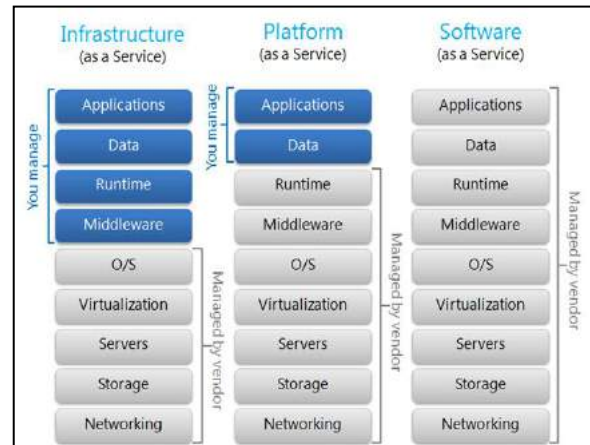 Infrastructure
(as a Service)
Platform
(as a Service)
Software
(as a Service)
You manage
Applications
Data
Runtime
Middleware
O/S
Virtualization
Servers
Storage
Networking
Managed by vendor
You manage
Applications
Data
Runtime
Middleware
O/S
Virtualization
Servers
Storage
Networking
Managed by vendor
Applications
Data
Runtime
Middleware
O/S
Virtualization
Servers
Storage
Networking
Managed by vendor